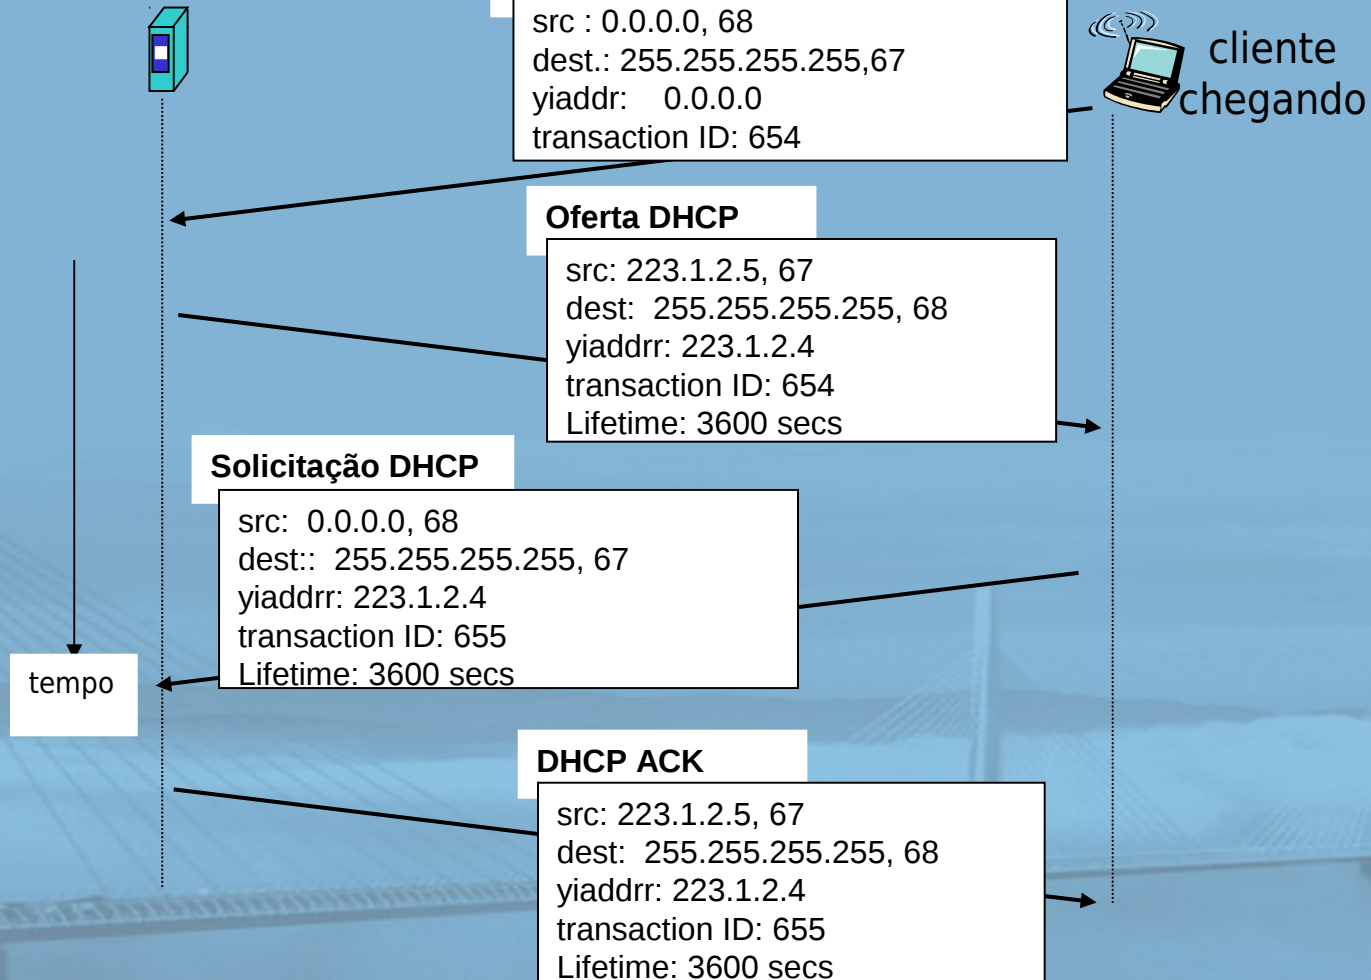 src : 0.0.0.0, 68
dest.: 255.255.255.255,67
yiaddr:    0.0.0.0
transaction ID: 654
cliente
chegando
Oferta DHCP
src: 223.1.2.5, 67
dest:  255.255.255.255, 68
yiaddrr: 223.1.2.4
transaction ID: 654
Lifetime: 3600 secs
Solicitação DHCP
src:  0.0.0.0, 68
dest::  255.255.255.255, 67
yiaddrr: 223.1.2.4
transaction ID: 655
Lifetime: 3600 secs
tempo
DHCP ACK
src: 223.1.2.5, 67
dest:  255.255.255.255, 68
yiaddrr: 223.1.2.4
transaction ID: 655
Lifetime: 3600 secs